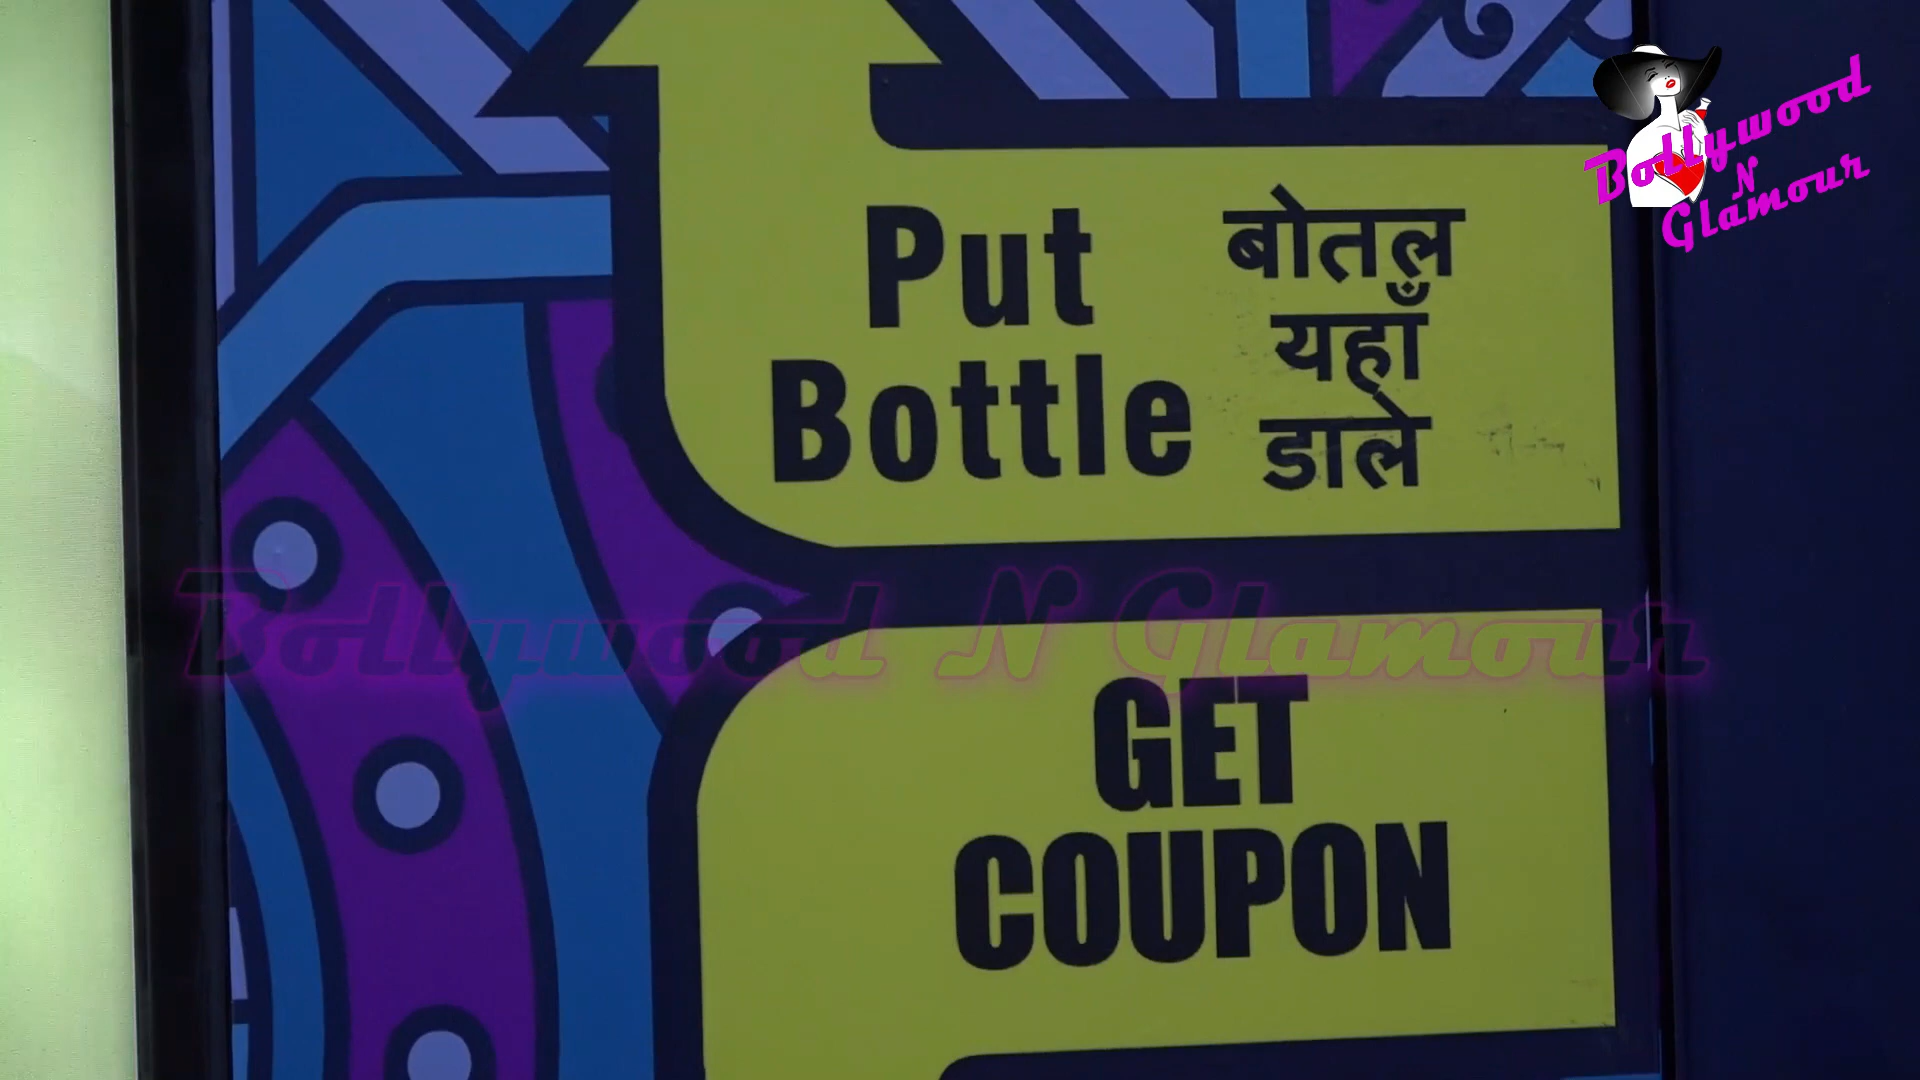 Put
Bottle
बोतल
यहाँ
डाले
GET
COUPON
Bollywood
N
Glamour
Bollywood N Glamour